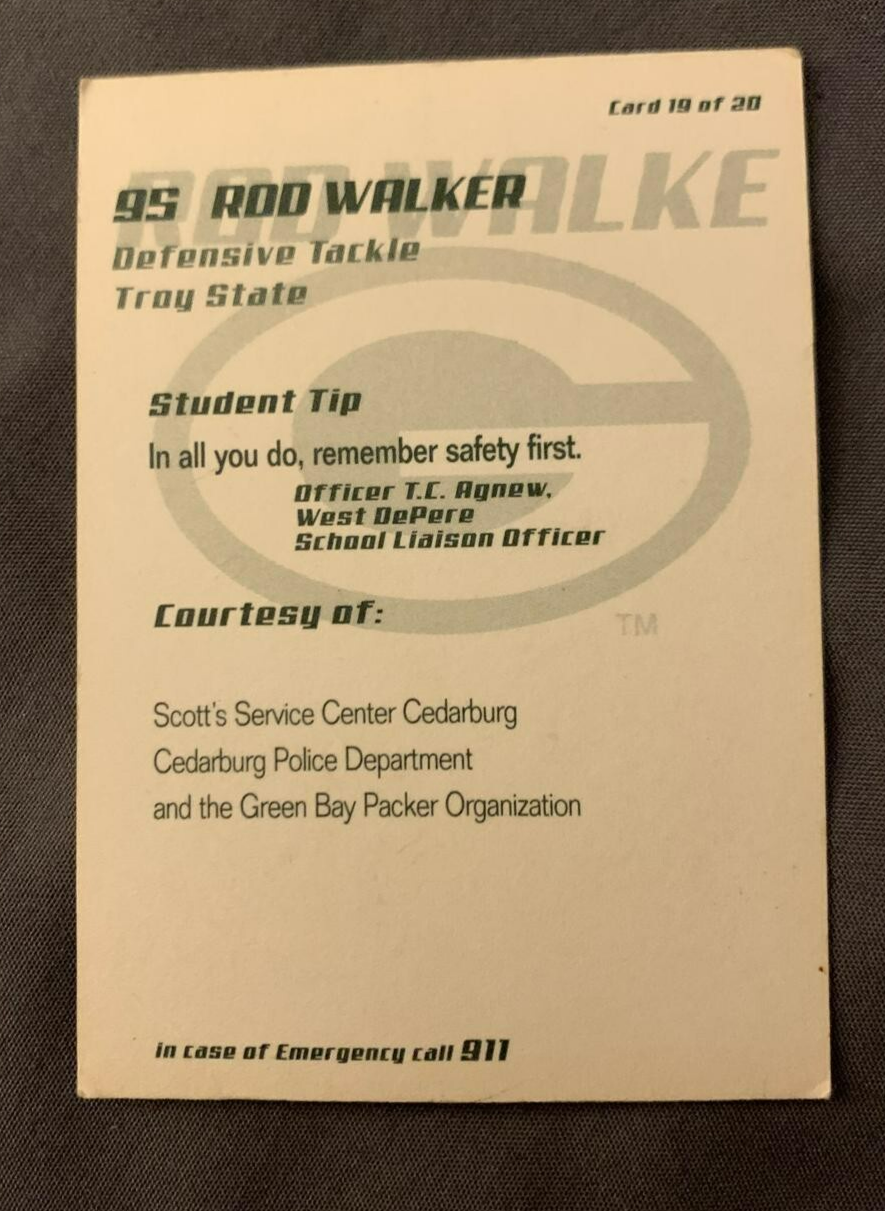 Card 19 of 20
ROD WALKE
95 ROD WALKER
Defensive Tackle
Troy State
Student Tip
In all you do, remember safety first.
Officer T.C. Agnew,
West DePere
School Liaison Officer
Courtesy of:
TM
Scott's Service Center Cedarburg
Cedarburg Police Department
and the Green Bay Packer Organization
in case of Emergency call 911